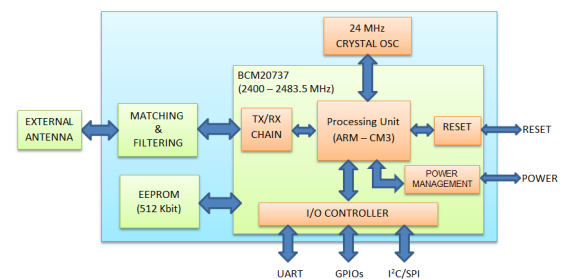 24 MHz
CRYSTAL OSC
BCM20737
(2400 – 2483.5 MHz)
EXTERNAL
ANTENNA
MATCHING
&
FILTERING
TX/RX
CHAIN
Processing Unit
(ARM – CM3)
RESET
RESET
EEPROM
(512 Kbit)
POWER
MANAGEMENT
POWER
I/O CONTROLLER
UART
GPIOs
I²C/SPI